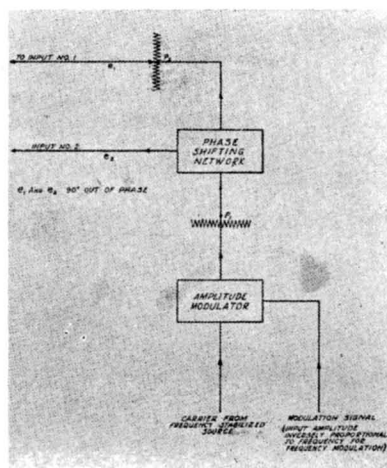 TO INPUT NO. 1
e₁
P₂
INPUT NO. 2
e₂
PHASE
SHIFTING
NETWORK
e₁ AND e₂ 90° OUT OF PHASE
P₁
AMPLITUDE
MODULATOR
CARRIER FROM
FREQUENCY STABILIZED
SOURCE
MODULATION SIGNAL
(INPUT AMPLITUDE
INVERSELY PROPORTIONAL
TO FREQUENCY FOR
FREQUENCY MODULATION)